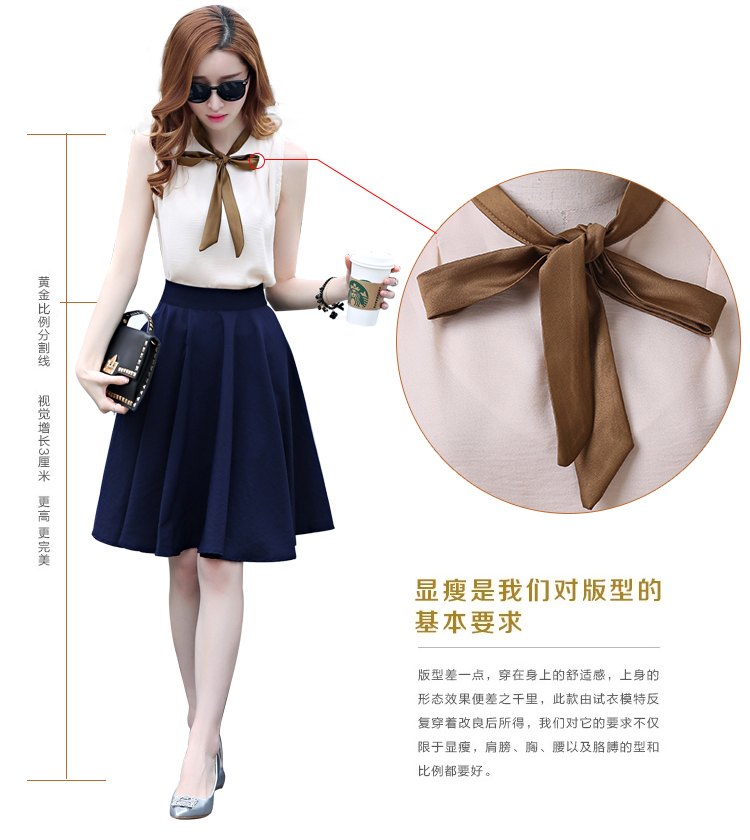 黄金比例分割线 视觉增长3厘米 更高 更完美
显瘦是我们对版型的
基本要求
版型差一点，穿在身上的舒适感，上身的
形态效果便差之千里，此款由试衣模特反
复穿着改良后所得，我们对它的要求不仅
限于显瘦，肩膀、胸、腰以及胳膊的型和
比例都要好。